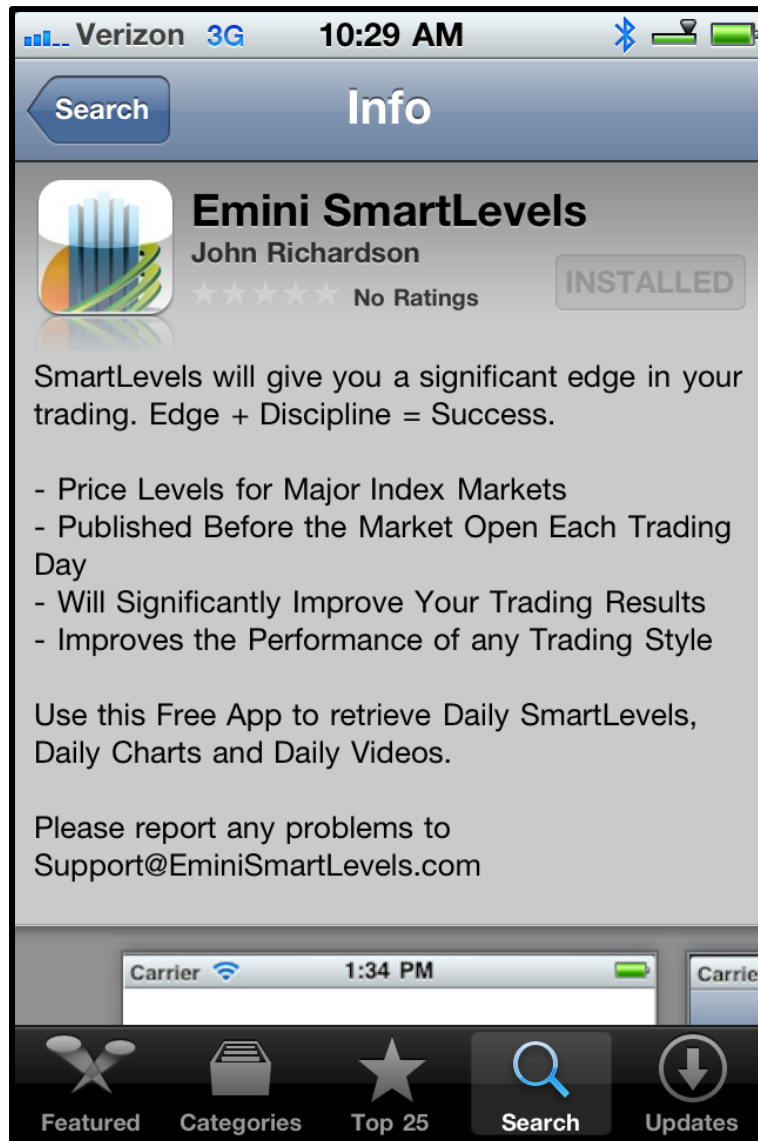 Verizon 3G 10:29 AM
Search Info
Emini SmartLevels
John Richardson
No Ratings INSTALLED
SmartLevels will give you a significant edge in your
trading. Edge + Discipline = Success.
- Price Levels for Major Index Markets
- Published Before the Market Open Each Trading
Day
- Will Significantly Improve Your Trading Results
- Improves the Performance of any Trading Style
Use this Free App to retrieve Daily SmartLevels,
Daily Charts and Daily Videos.
Please report any problems to
Support@EminiSmartLevels.com
Carrier 1:34 PM Carrie
Featured Categories Top 25 Search Updates